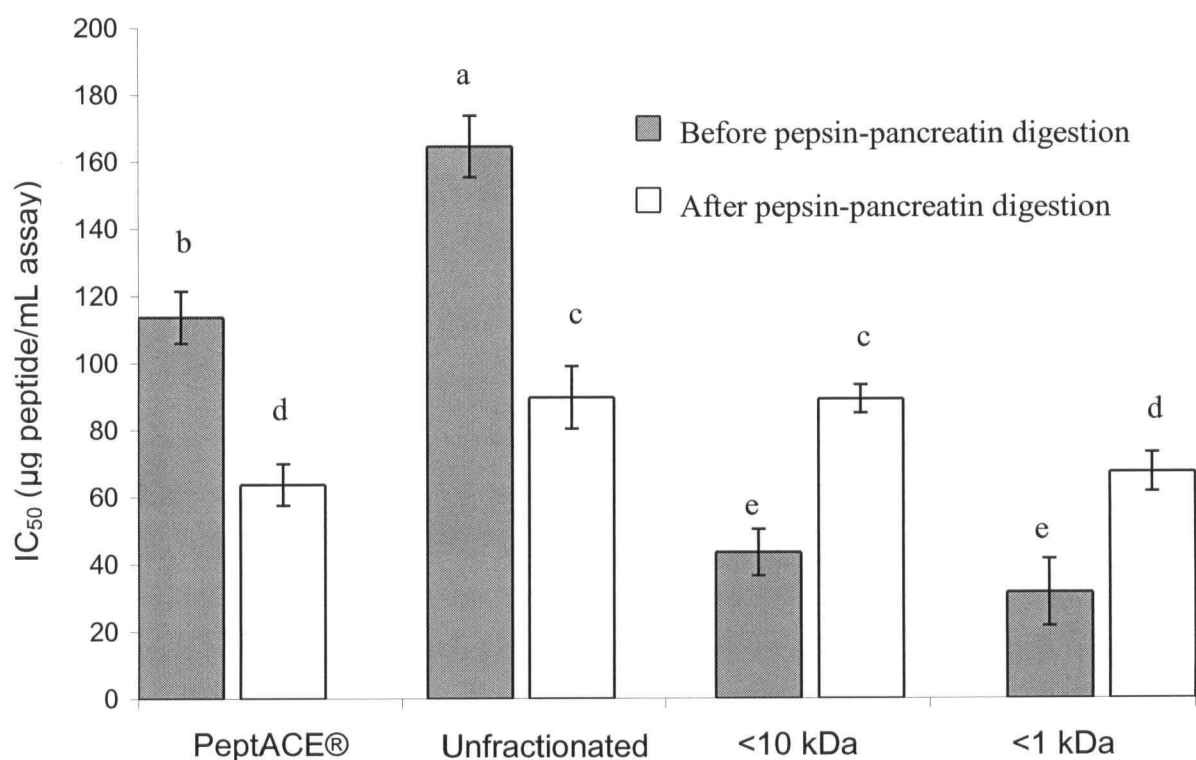 200
180
160
140
120
100
80
60
40
20
0
IC₅₀ (µg peptide/mL assay)
b
d
a
c
e
c
e
d
Before pepsin-pancreatin digestion
After pepsin-pancreatin digestion
PeptACE® Unfractionated <10 kDa <1 kDa